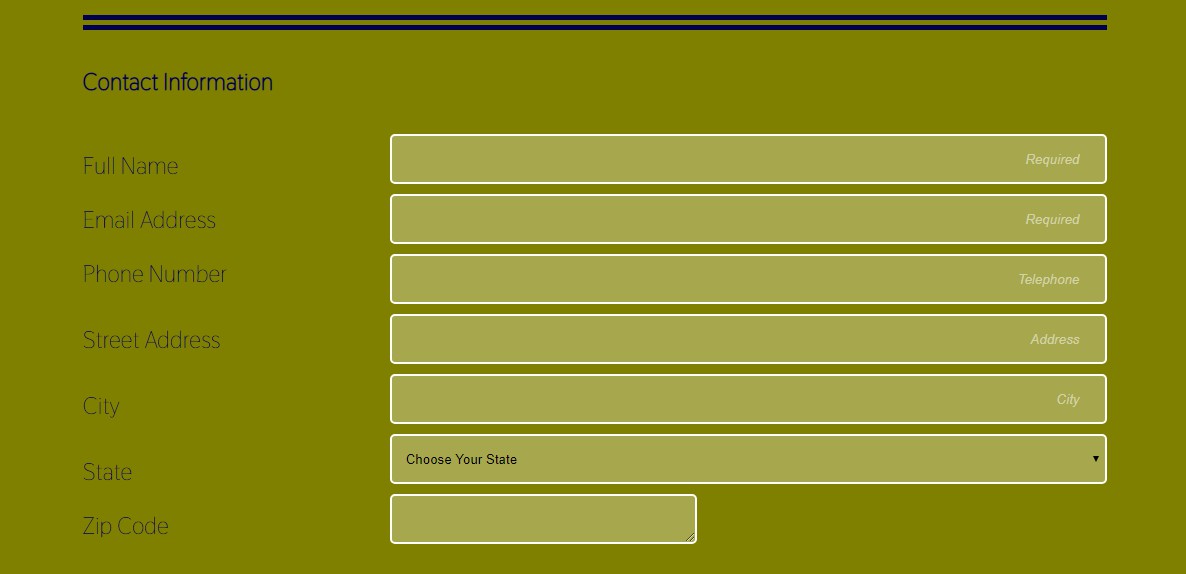 Contact Information
Full Name
Required
Email Address
Required
Phone Number
Telephone
Street Address
Address
City
City
State
Choose Your State
Zip Code